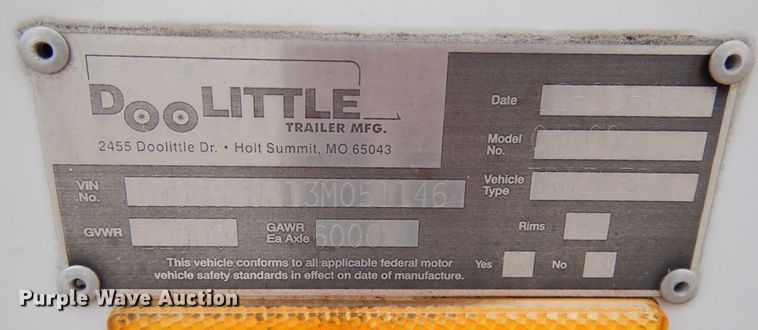 DOOLITTLE
TRAILER MFG.
2455 Doolittle Dr. • Holt Summit, MO 65043
Date
Model No.
VIN No. 13M051146
Vehicle Type TRAILER
GVWR
GAWR Ea Axle 6000
Rims
This vehicle conforms to all applicable federal motor
vehicle safety standards in effect on date of manufacture.
Yes No
Purple Wave Auction